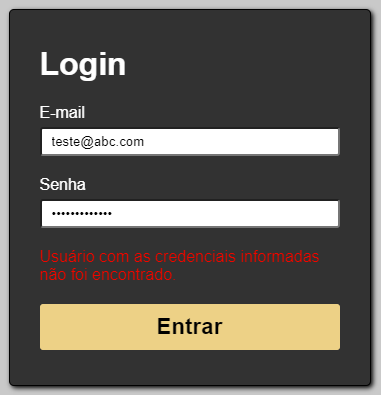 Login
E-mail
teste@abc.com
Senha
•••••••••••••
Usuário com as credenciais informadas
não foi encontrado.
Entrar